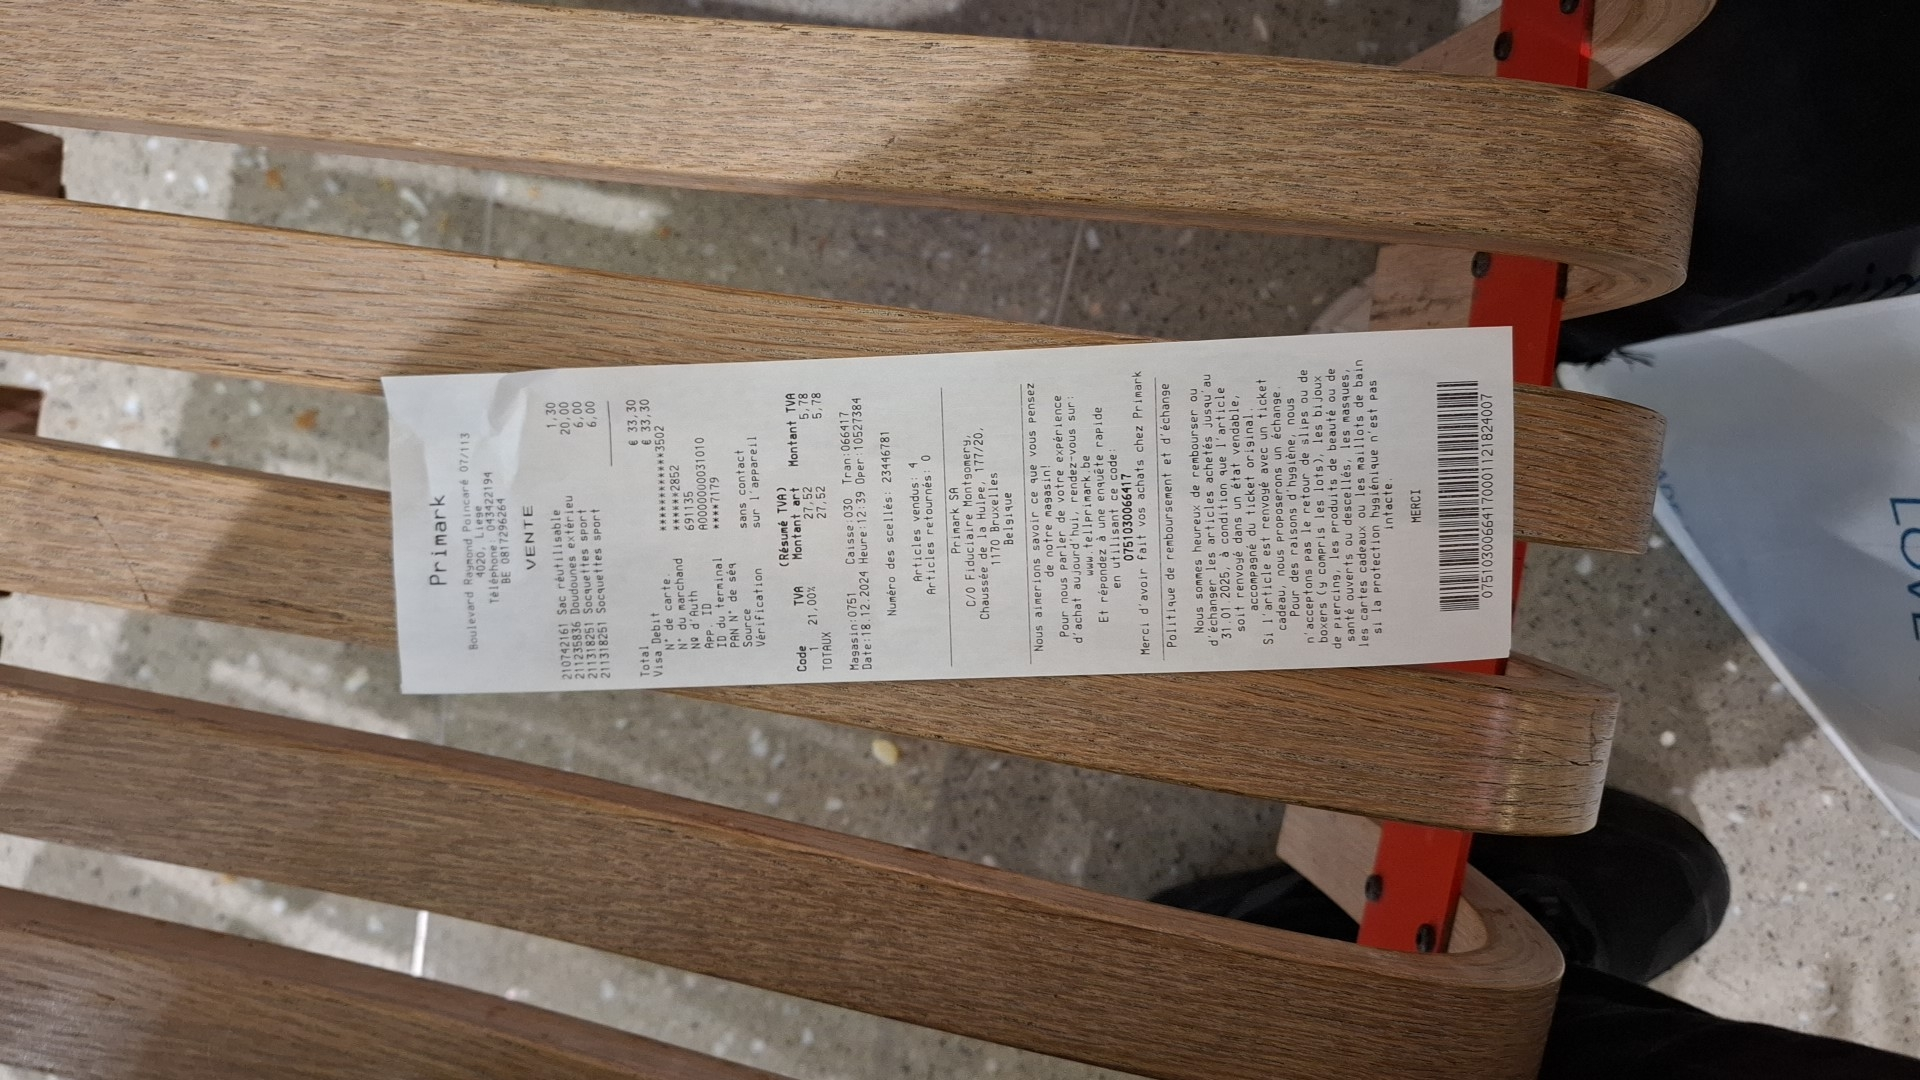 Primark
Boulevard Raymond Poincaré 07/113
4020, Liege
Téléphone: 043422194
BE 0817296264
VENTE
210742161 Sac réutilisable 1,30
211235836 Doudounes extérieu 20,00
211318251 Socquettes sport 6,00
211318251 Socquettes sport 6,00
Total € 33,30
Visa Debit € 33,30
N° de carte. ************3502
N° du marchand ******2852
Nº d'Auth 691135
APP. ID A0000000031010
ID du terminal ****7179
PAN N° de séq
Source sans contact
Vérification sur l'appareil
(Résumé TVA)
Code TVA Montant art Montant TVA
1 21,00% 27,52 5,78
TOTAUX 27,52 5,78
Magasin:0751 Caisse:030 Tran:066417
Date:18.12.2024 Heure:12:39 Oper:10527384
Numéro des scellés: 23446781
Articles vendus: 4
Articles retournés: 0
Primark SA
C/O Fiduciaire Montgomery,
Chaussée de la Hulpe, 177/20,
1170 Bruxelles
Belgique
Nous aimerions savoir ce que vous pensez
de notre magasin!
Pour nous parler de votre expérience
d'achat aujourd'hui, rendez-vous sur:
www.tellprimark.be
Et répondez à une enquête rapide
en utilisant ce code:
075103006 6417
Merci d'avoir fait vos achats chez Primark
Politique de remboursement et d'échange
Nous sommes heureux de rembourser ou
d'échanger les articles achetés jusqu'au
31.01.2025, à condition que l'article
soit renvoyé dans un état vendable,
accompagné du ticket original.
Si l'article est renvoyé avec un ticket
cadeau, nous proposerons un échange.
Pour des raisons d'hygiène, nous
n'acceptons pas le retour de slips ou de
boxers (y compris les lots), les bijoux
de piercing, les produits de beauté ou de
santé ouverts ou descellés, les masques,
les cartes cadeaux ou les maillots de bain
si la protection hygiénique n'est pas
intacte.
MERCI
07510300664170001121824007